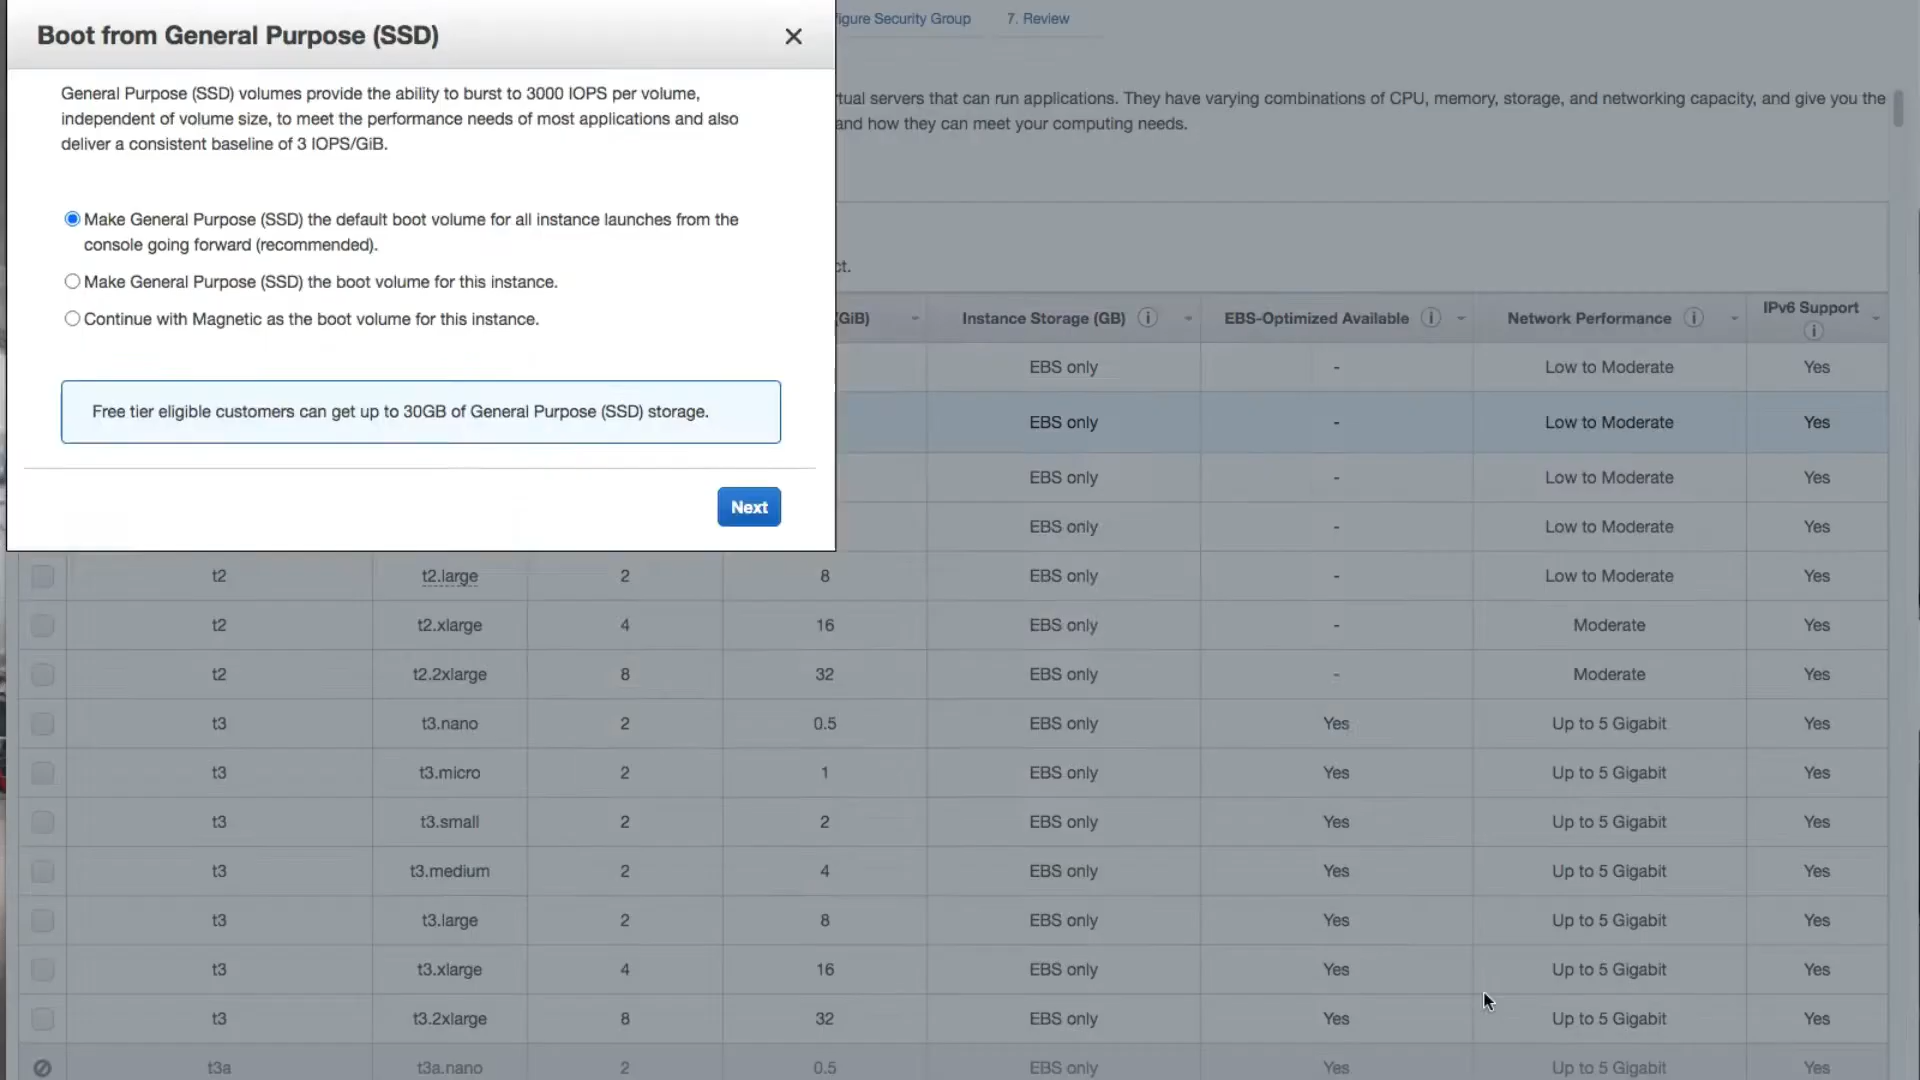 Boot from General Purpose (SSD)
igure Security Group 7. Review
General Purpose (SSD) volumes provide the ability to burst to 3000 IOPS per volume,
independent of volume size, to meet the performance needs of most applications and also
deliver a consistent baseline of 3 IOPS/GiB.
tual servers that can run applications. They have varying combinations of CPU, memory, storage, and networking capacity, and give you the
and how they can meet your computing needs.
Make General Purpose (SSD) the default boot volume for all instance launches from the
console going forward (recommended).
Make General Purpose (SSD) the boot volume for this instance.
Continue with Magnetic as the boot volume for this instance.
Free tier eligible customers can get up to 30GB of General Purpose (SSD) storage.
Next
ct.
(GiB) Instance Storage (GB) EBS-Optimized Available Network Performance IPv6 Support
EBS only - Low to Moderate Yes
EBS only - Low to Moderate Yes
EBS only - Low to Moderate Yes
EBS only - Low to Moderate Yes
t2 t2.large 2 8 EBS only - Low to Moderate Yes
t2 t2.xlarge 4 16 EBS only - Moderate Yes
t2 t2.2xlarge 8 32 EBS only - Moderate Yes
t3 t3.nano 2 0.5 EBS only Yes Up to 5 Gigabit Yes
t3 t3.micro 2 1 EBS only Yes Up to 5 Gigabit Yes
t3 t3.small 2 2 EBS only Yes Up to 5 Gigabit Yes
t3 t3.medium 2 4 EBS only Yes Up to 5 Gigabit Yes
t3 t3.large 2 8 EBS only Yes Up to 5 Gigabit Yes
t3 t3.xlarge 4 16 EBS only Yes Up to 5 Gigabit Yes
t3 t3.2xlarge 8 32 EBS only Yes Up to 5 Gigabit Yes
t3a t3a.nano 2 0.5 EBS only Yes Up to 5 Gigabit Yes